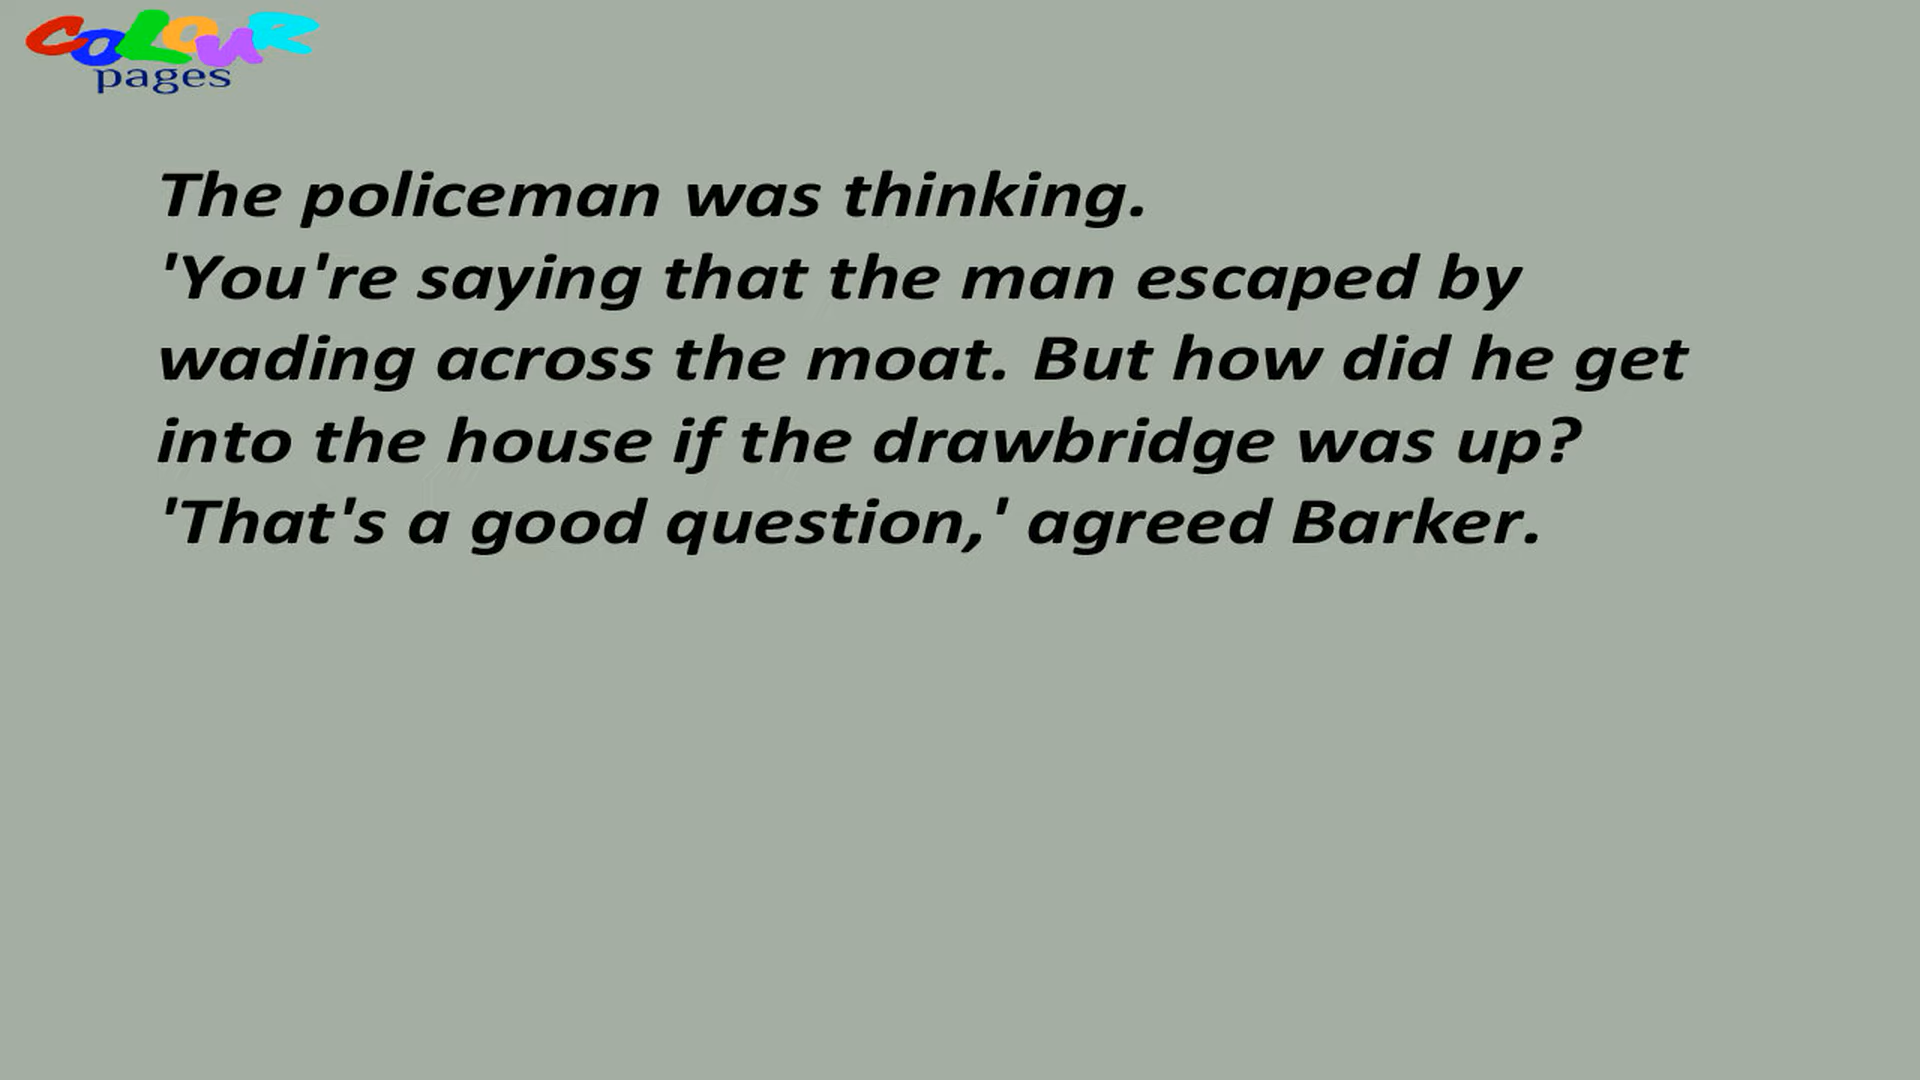 COLOUR
pages
The policeman was thinking.
'You're saying that the man escaped by
wading across the moat. But how did he get
into the house if the drawbridge was up?
'That's a good question,' agreed Barker.